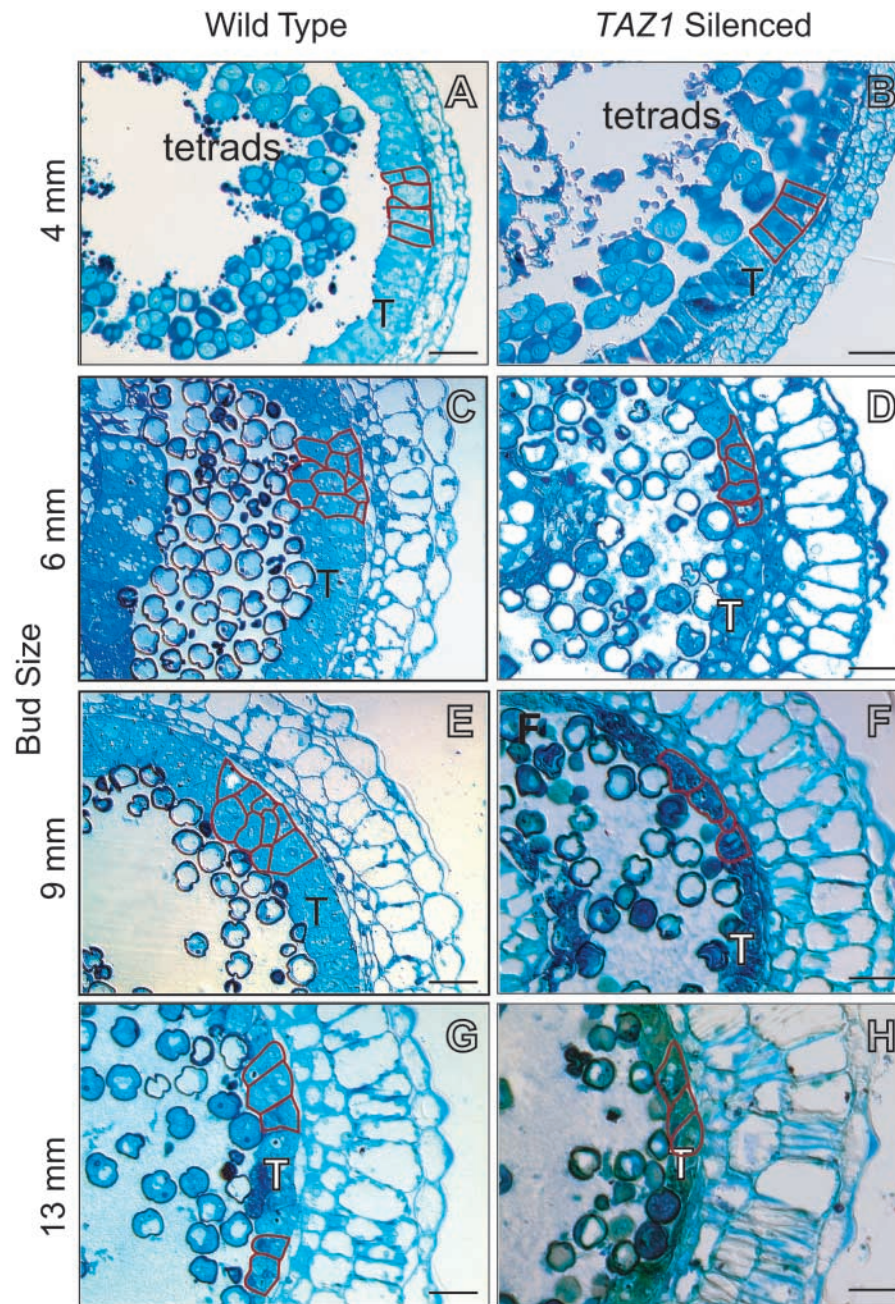 Wild Type
TAZ1 Silenced
Bud Size
4 mm
A
tetrads
T
B
tetrads
T
6 mm
C
T
D
T
9 mm
E
T
F
F
T
13 mm
G
T
H
T